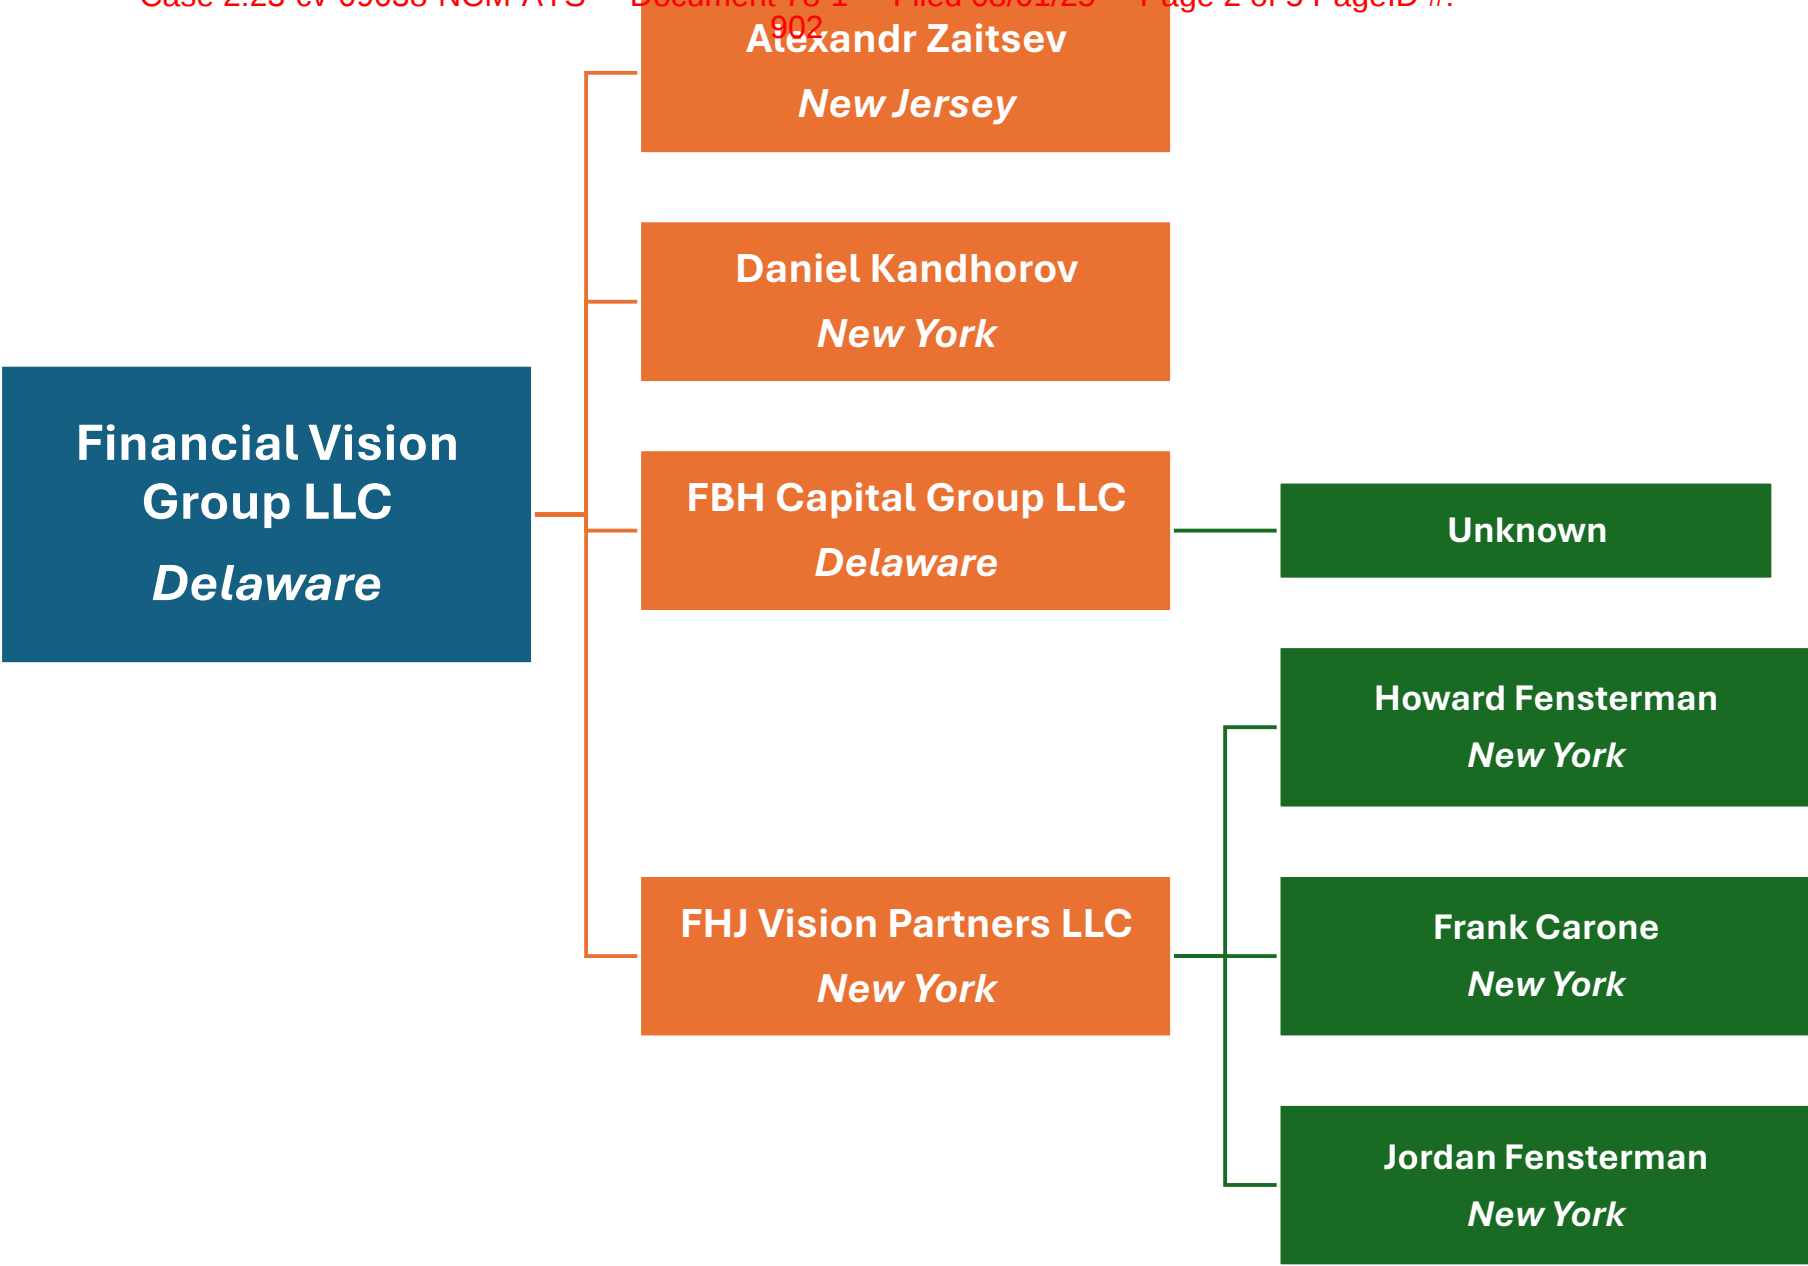 902
Alexandr Zaitsev
New Jersey
Daniel Kandhorov
New York
Financial Vision
Group LLC
Delaware
FBH Capital Group LLC
Delaware
Unknown
FHJ Vision Partners LLC
New York
Howard Fensterman
New York
Frank Carone
New York
Jordan Fensterman
New York